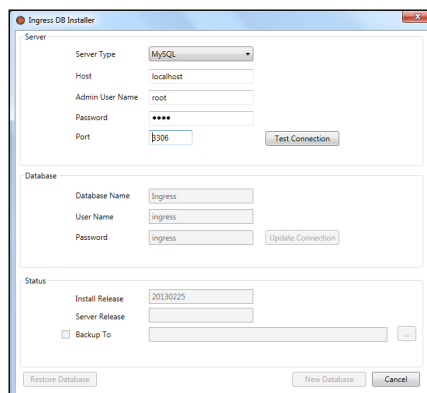 Ingress DB Installer
Server
Server Type MySQL
Host localhost
Admin User Name root
Password ••••
Port 3306 Test Connection
Database
Database Name Ingress
User Name ingress
Password ingress Update Connection
Status
Install Release 20130225
Server Release
Backup To ...
Restore Database New Database Cancel